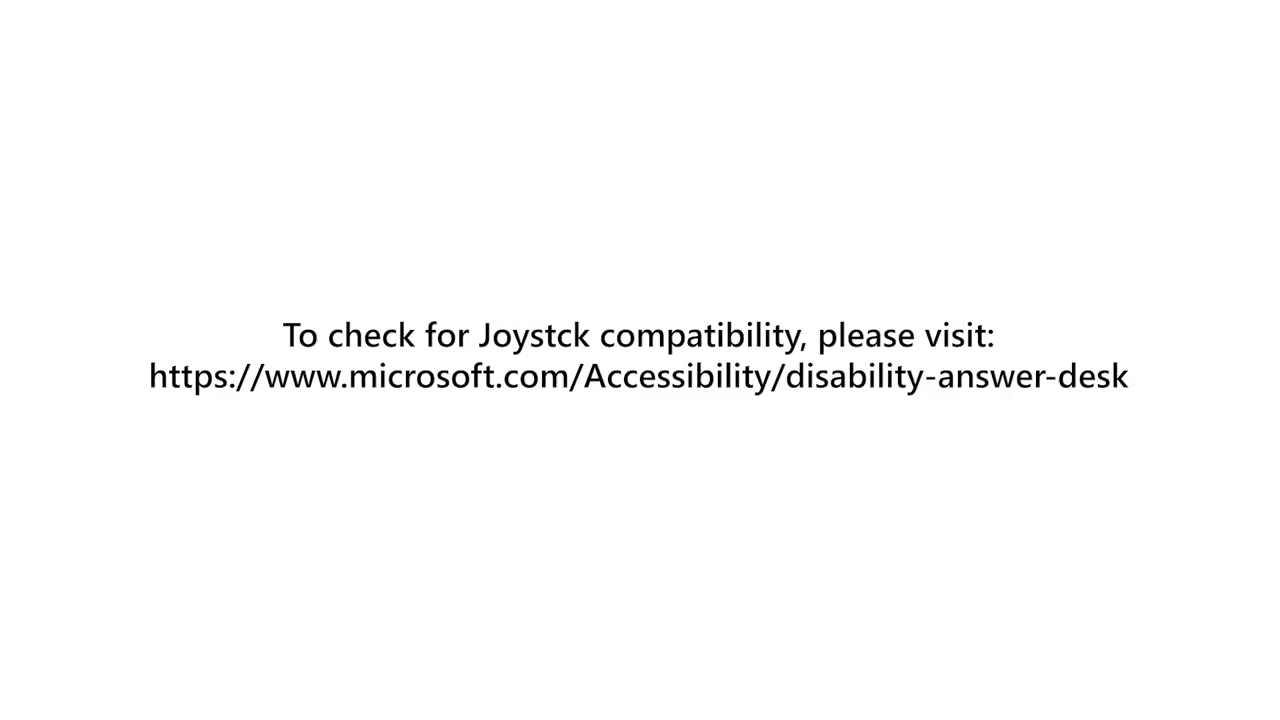 To check for Joystck compatibility, please visit:
https://www.microsoft.com/Accessibility/disability-answer-desk